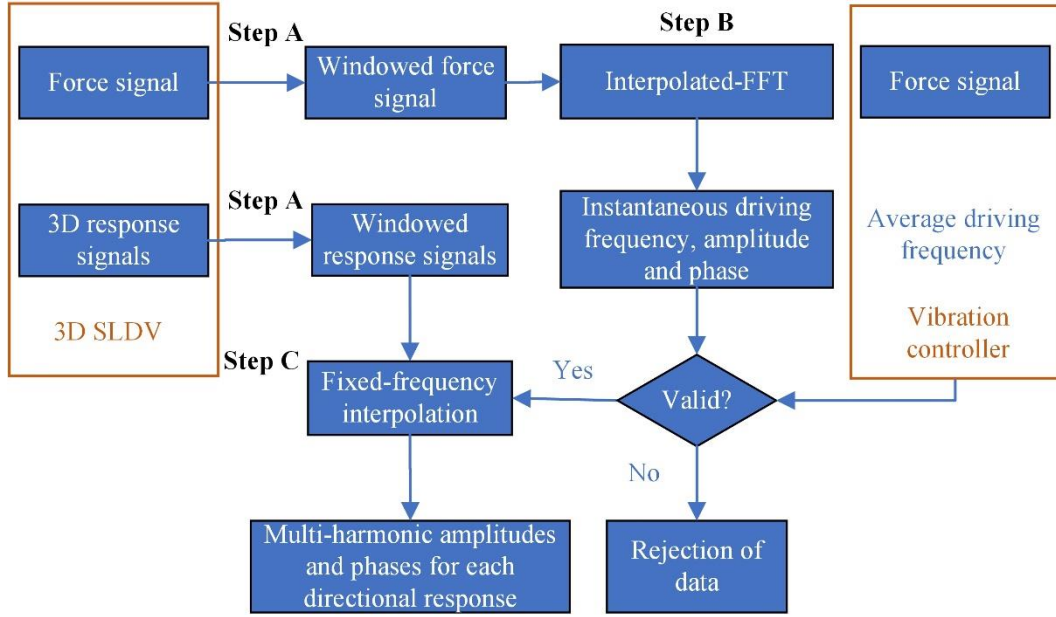 Step A
Step B
Force signal
Windowed force
signal
Interpolated-FFT
Force signal
Step A
3D response
signals
Windowed
response signals
Instantaneous driving
frequency, amplitude
and phase
Average driving
frequency
3D SLDV
Vibration
controller
Step C
Fixed-frequency
interpolation
Yes
Valid?
No
Multi-harmonic amplitudes
and phases for each
directional response
Rejection of
data